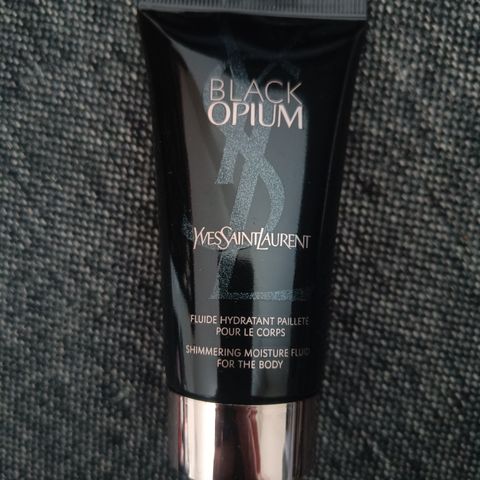 BLACK
OPIUM
YVESSAINTLAURENT
FLUIDE HYDRATANT PAILLETÉ
POUR LE CORPS
SHIMMERING MOISTURE FLUID
FOR THE BODY